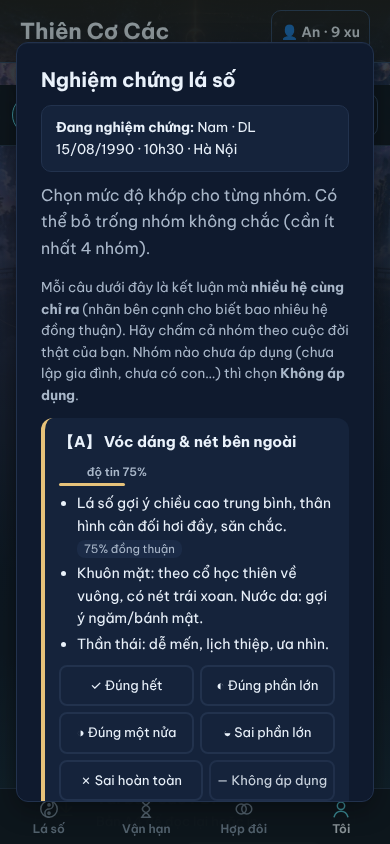 Thiên Cơ Các
👤 An · 9 xu
Nghiệm chứng lá số
Đang nghiệm chứng: Nam · DL
15/08/1990 · 10h30 · Hà Nội
Chọn mức độ khớp cho từng nhóm. Có
thể bỏ trống nhóm không chắc (cần ít
nhất 4 nhóm).
Mỗi câu dưới đây là kết luận mà nhiều hệ cùng
chỉ ra (nhãn bên cạnh cho biết bao nhiêu hệ
đồng thuận). Hãy chấm cả nhóm theo cuộc đời
thật của bạn. Nhóm nào chưa áp dụng (chưa
lập gia đình, chưa có con…) thì chọn Không áp
dụng.
【A】 Vóc dáng & nét bên ngoài
độ tin 75%
• Lá số gợi ý chiều cao trung bình, thân
hình cân đối hơi đầy, săn chắc.
75% đồng thuận
• Khuôn mặt: theo cổ học thiên về
vuông, có nét trái xoan. Nước da: gợi
ý ngăm/bánh mật.
• Thần thái: dễ mến, lịch thiệp, ưa nhìn.
✓ Đúng hết
◖ Đúng phần lớn
◗ Đúng một nửa
◒ Sai phần lớn
× Sai hoàn toàn
— Không áp dụng
Lá số
Vận hạn
Hợp đôi
Tôi